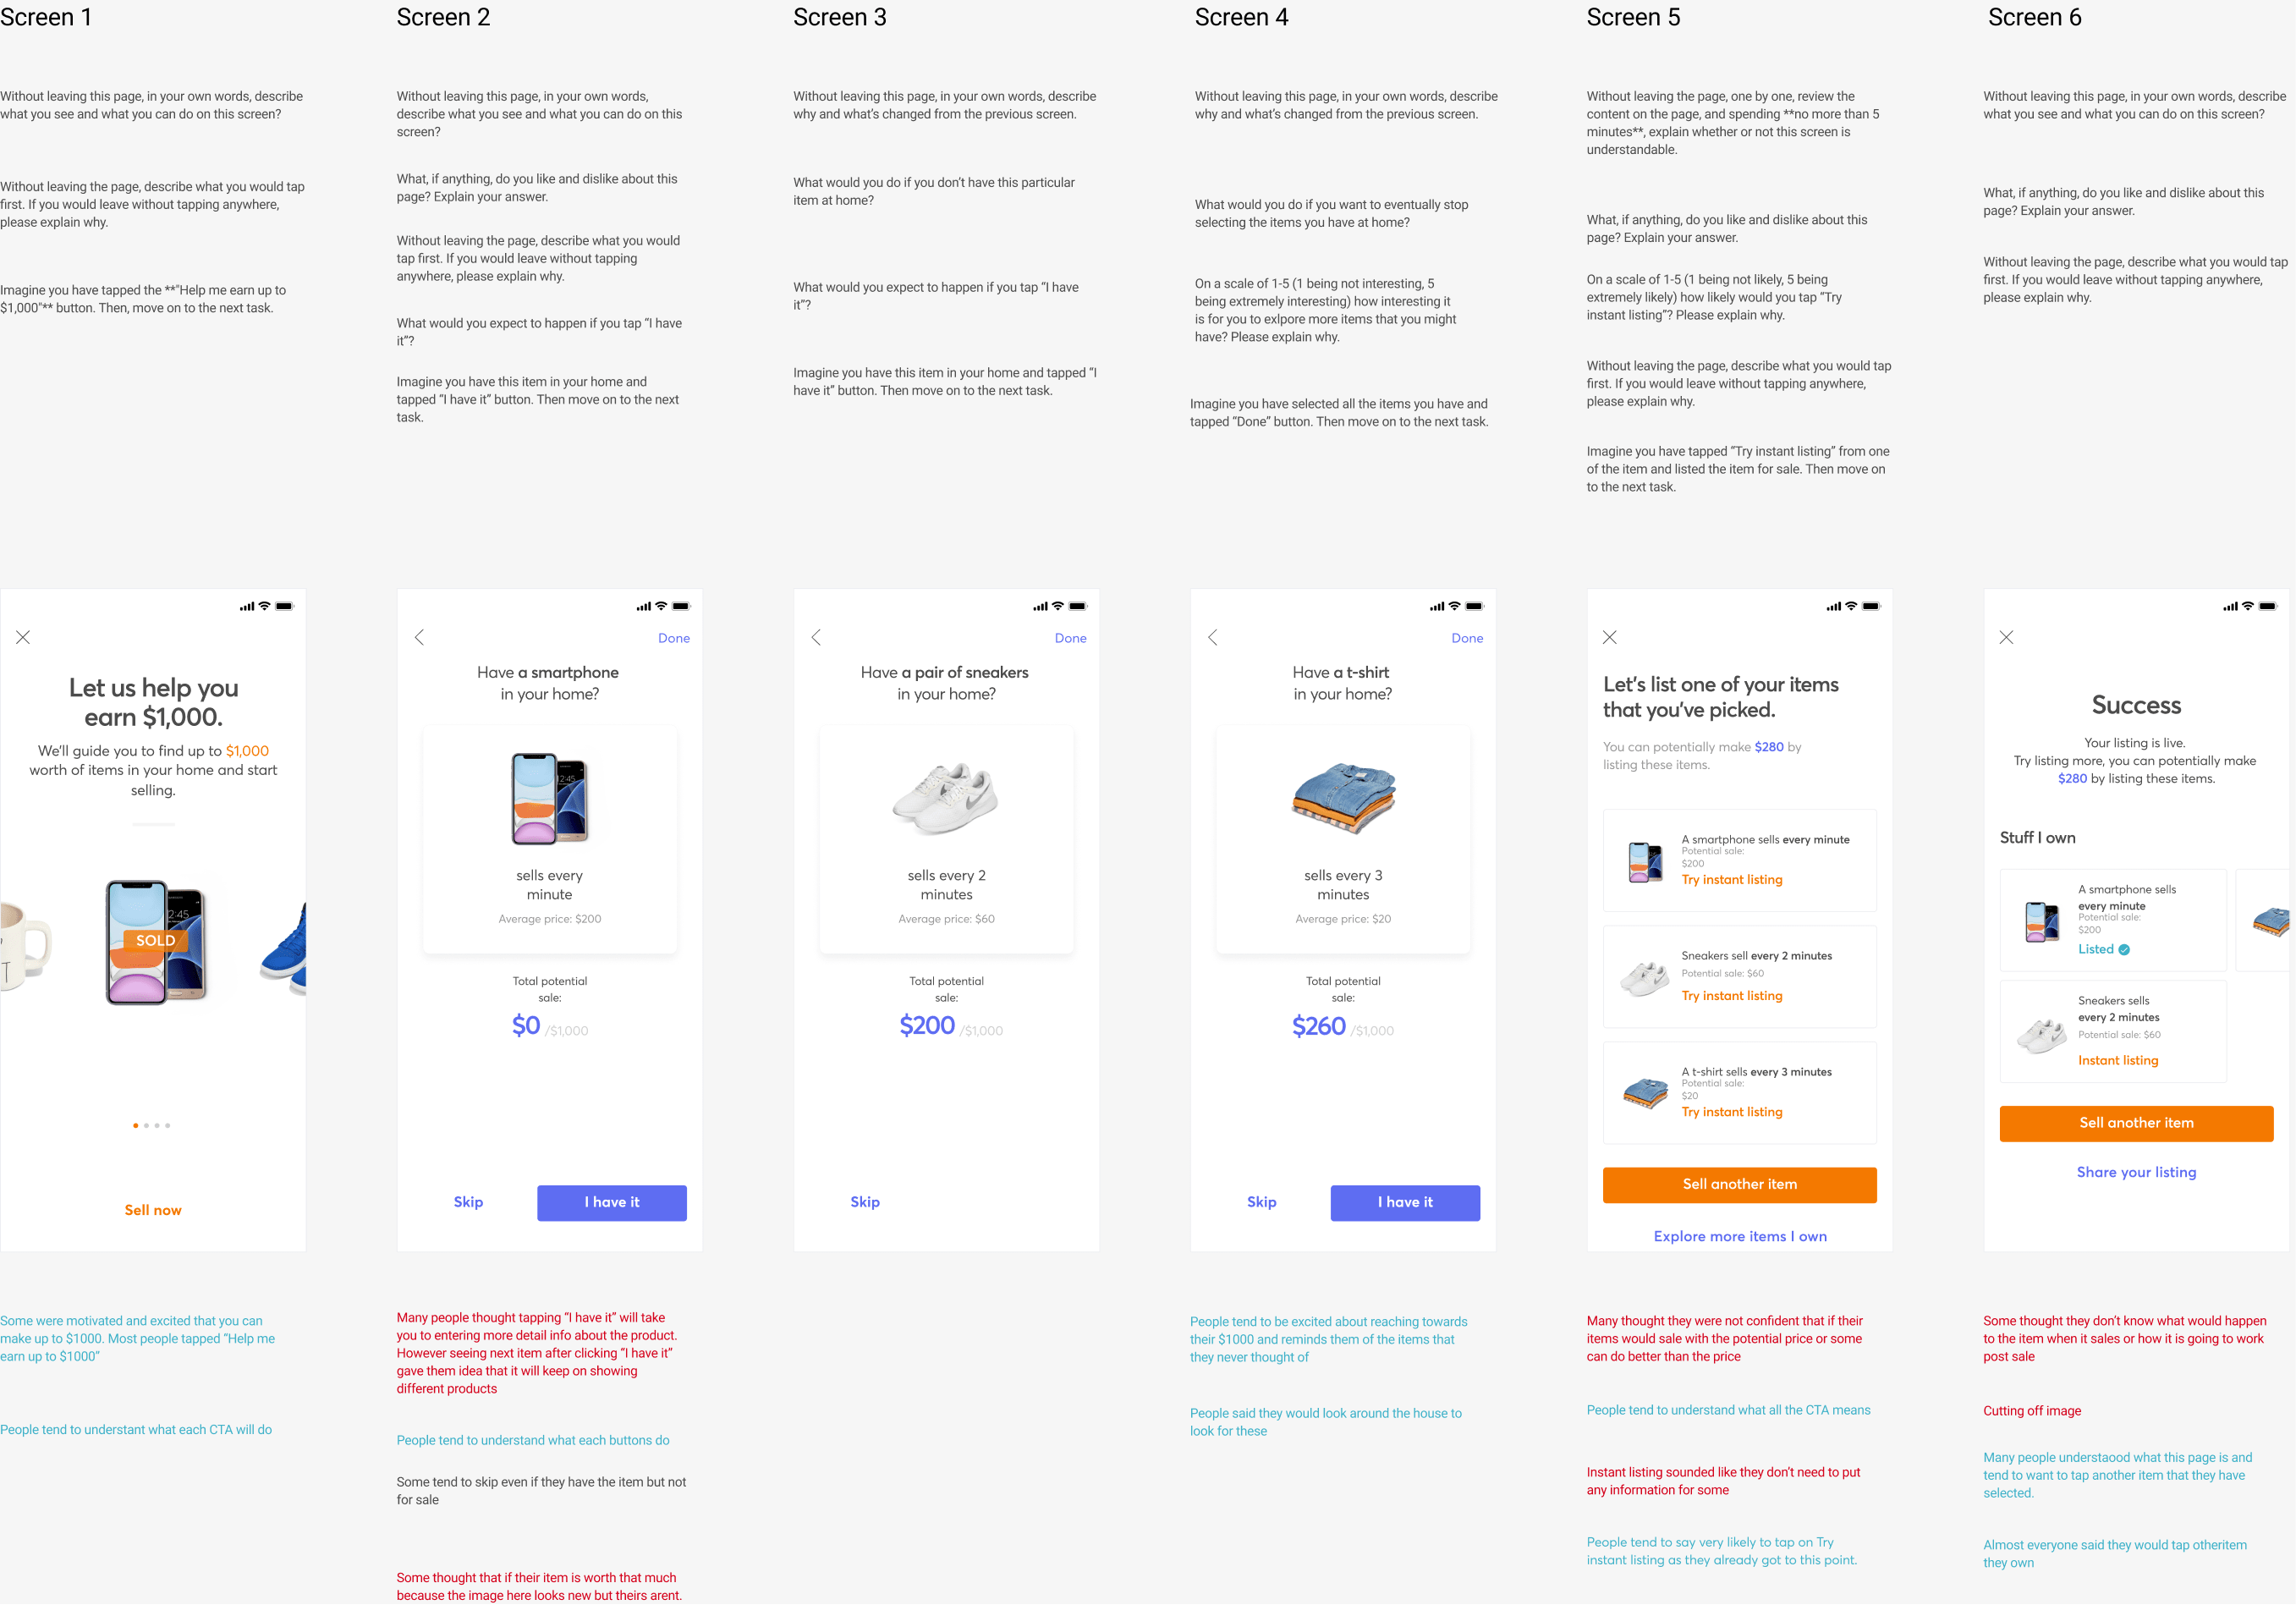 Screen 1
Without leaving this page, in your own words, describe
what you see and what you can do on this screen?
Without leaving the page, describe what you would tap
first. If you would leave without tapping anywhere,
please explain why.
Imagine you have tapped the **"Help me earn up to
$1,000"** button. Then, move on to the next task.
Let us help you
earn $1,000.
We'll guide you to find up to $1,000
worth of items in your home and start
selling.
T
2:45
SOLD
Sell now
Some were motivated and excited that you can
make up to $1000. Most people tapped “Help me
earn up to $1000”
People tend to understant what each CTA will do
Screen 2
Without leaving this page, in your own words,
describe what you see and what you can do on this
screen?
What, if anything, do you like and dislike about this
page? Explain your answer.
Without leaving the page, describe what you would
tap first. If you would leave without tapping
anywhere, please explain why.
What would you expect to happen if you tap “I have
it”?
Imagine you have this item in your home and
tapped “I have it” button. Then move on to the next
task.
Done
Have a smartphone
in your home?
12:45
sells every
minute
Average price: $200
Total potential
sale:
$0 /$1,000
Skip
I have it
Many people thought tapping “I have it” will take
you to entering more detail info about the product.
However seeing next item after clicking “I have it”
gave them idea that it will keep on showing
different products
People tend to understand what each buttons do
Some tend to skip even if they have the item but not
for sale
Some thought that if their item is worth that much
because the image here looks new but theirs arent.
Screen 3
Without leaving this page, in your own words, describe
why and what’s changed from the previous screen.
What would you do if you don’t have this particular
item at home?
What would you expect to happen if you tap “I have
it”?
Imagine you have this item in your home and tapped “I
have it” button. Then move on to the next task.
Done
Have a pair of sneakers
in your home?
sells every 2
minutes
Average price: $60
Total potential
sale:
$200 /$1,000
Skip
Screen 4
Without leaving this page, in your own words, describe
why and what’s changed from the previous screen.
What would you do if you want to eventually stop
selecting the items you have at home?
On a scale of 1-5 (1 being not interesting, 5
being extremely interesting) how interesting it
is for you to exlpore more items that you might
have? Please explain why.
Imagine you have selected all the items you have and
tapped “Done” button. Then move on to the next task.
Done
Have a t-shirt
in your home?
sells every 3
minutes
Average price: $20
Total potential
sale:
$260 /$1,000
Skip
I have it
People tend to be excited about reaching towards
their $1000 and reminds them of the items that
they never thought of
People said they would look around the house to
look for these
Screen 5
Without leaving the page, one by one, review the
content on the page, and spending **no more than 5
minutes**, explain whether or not this screen is
understandable.
What, if anything, do you like and dislike about this
page? Explain your answer.
On a scale of 1-5 (1 being not likely, 5 being
extremely likely) how likely would you tap “Try
instant listing”? Please explain why.
Without leaving the page, describe what you would tap
first. If you would leave without tapping anywhere,
please explain why.
Imagine you have tapped “Try instant listing” from one
of the item and listed the item for sale. Then move on
to the next task.
Let's list one of your items
that you've picked.
You can potentially make $280 by
listing these items.
A smartphone sells every minute
Potential sale:
$200
Try instant listing
Sneakers sell every 2 minutes
Potential sale: $60
Try instant listing
A t-shirt sells every 3 minutes
Potential sale:
$20
Try instant listing
Sell another item
Explore more items I own
Many thought they were not confident that if their
items would sale with the potential price or some
can do better than the price
People tend to understand what all the CTA means
Instant listing sounded like they don’t need to put
any information for some
People tend to say very likely to tap on Try
instant listing as they already got to this point.
Screen 6
Without leaving this page, in your own words, describe
what you see and what you can do on this screen?
What, if anything, do you like and dislike about this
page? Explain your answer.
Without leaving the page, describe what you would tap
first. If you would leave without tapping anywhere,
please explain why.
Success
Your listing is live.
Try listing more, you can potentially make
$280 by listing these items.
Stuff I own
A smartphone sells
every minute
Potential sale:
$200
Listed
Sneakers sells
every 2 minutes
Potential sale: $60
Instant listing
Sell another item
Share your listing
Some thought they don’t know what would happen
to the item when it sales or how it is going to work
post sale
Cutting off image
Many people understaood what this page is and
tend to want to tap another item that they have
selected.
Almost everyone said they would tap otheritem
they own